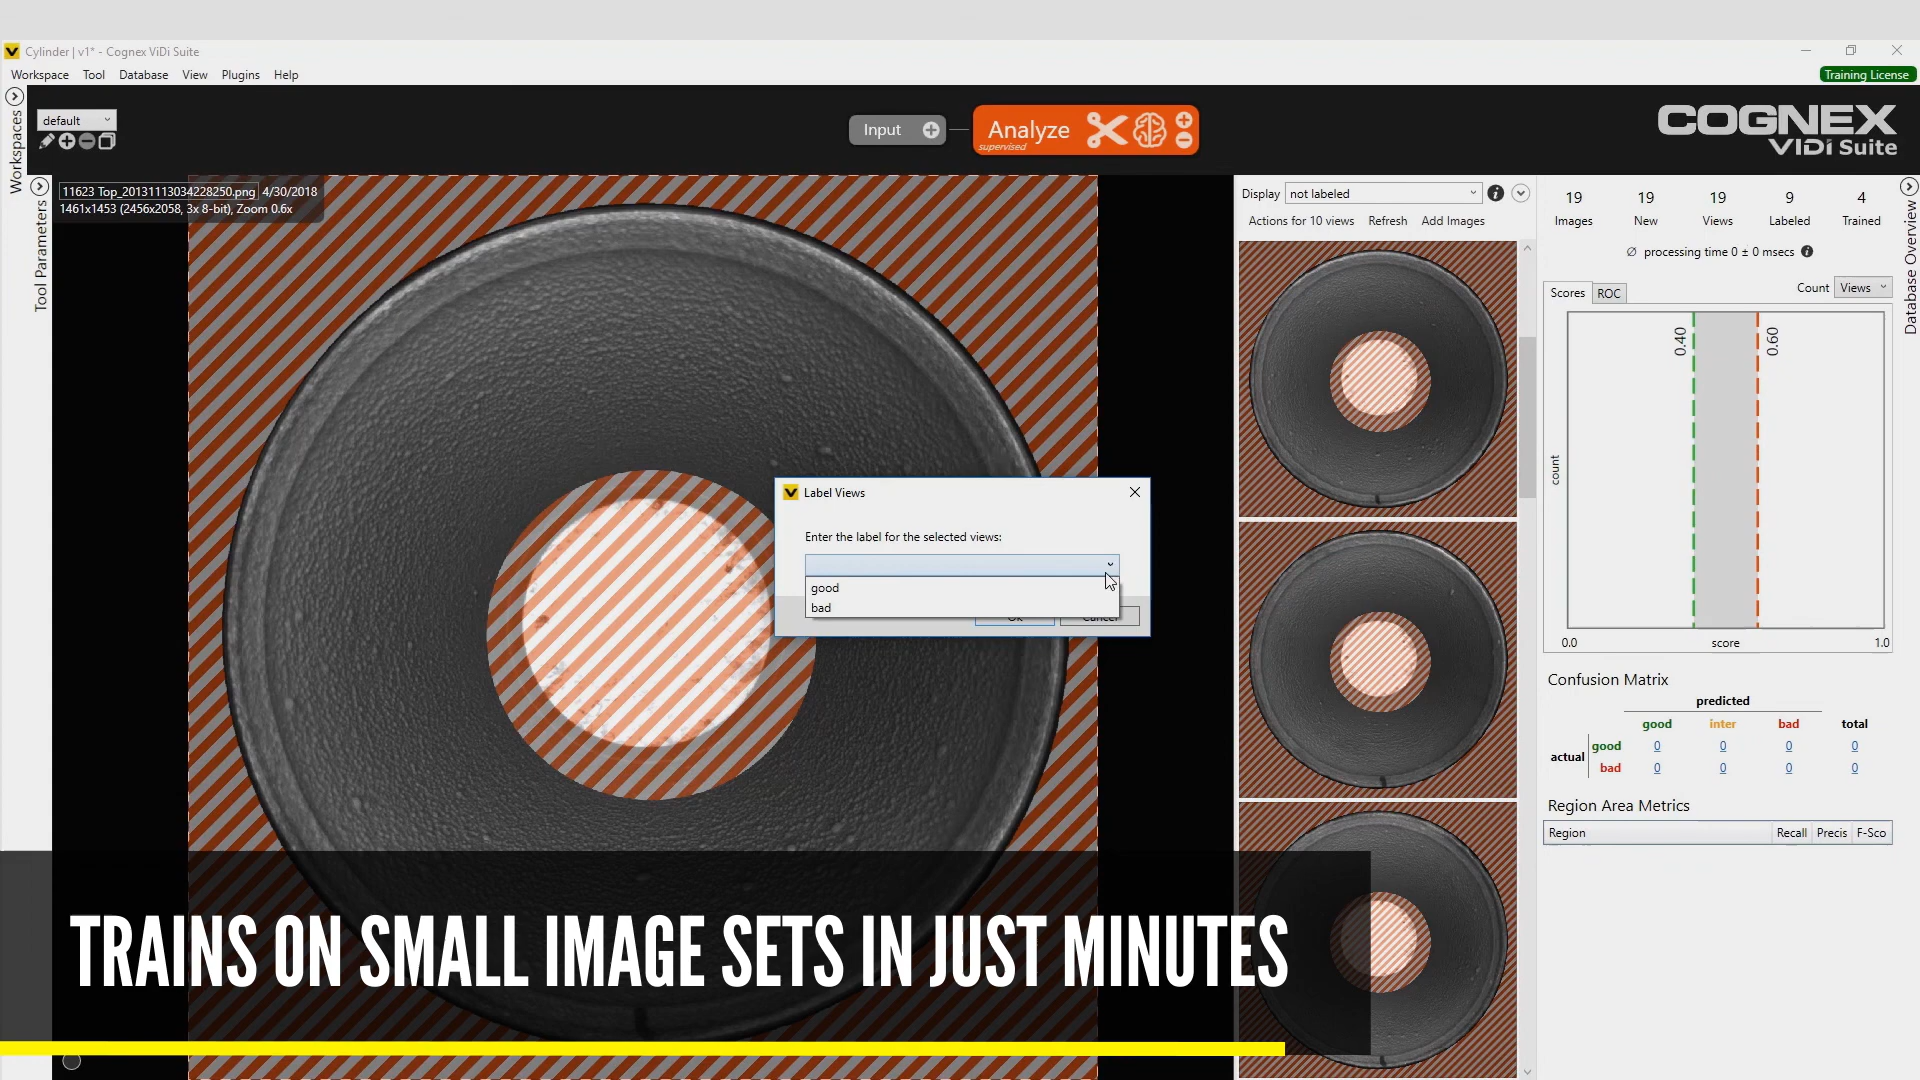 Cylinder | v1* - Cognex ViDi Suite
Workspace Tool Database View Plugins Help
Training License
Workspaces
default
Input
Analyze
supervised
COGNEX
ViDi Suite
Tool Parameters
11623 Top_20131113034228250.png 4/30/2018
1461x1453 (2456x2058, 3x 8-bit), Zoom 0.6x
Display not labeled
Actions for 10 views Refresh Add Images
19 19 19 9 4
Images New Views Labeled Trained
Ø processing time 0 ± 0 msecs
Database Overview
Scores ROC Count Views
0.40 0.60
count
0.0 score 1.0
Label Views
Enter the label for the selected views:
good
bad
Ok Cancel
Confusion Matrix
predicted
good inter bad total
actual
good 0 0 0 0
bad 0 0 0 0
Region Area Metrics
Region Recall Precis F-Sco
TRAINS ON SMALL IMAGE SETS IN JUST MINUTES